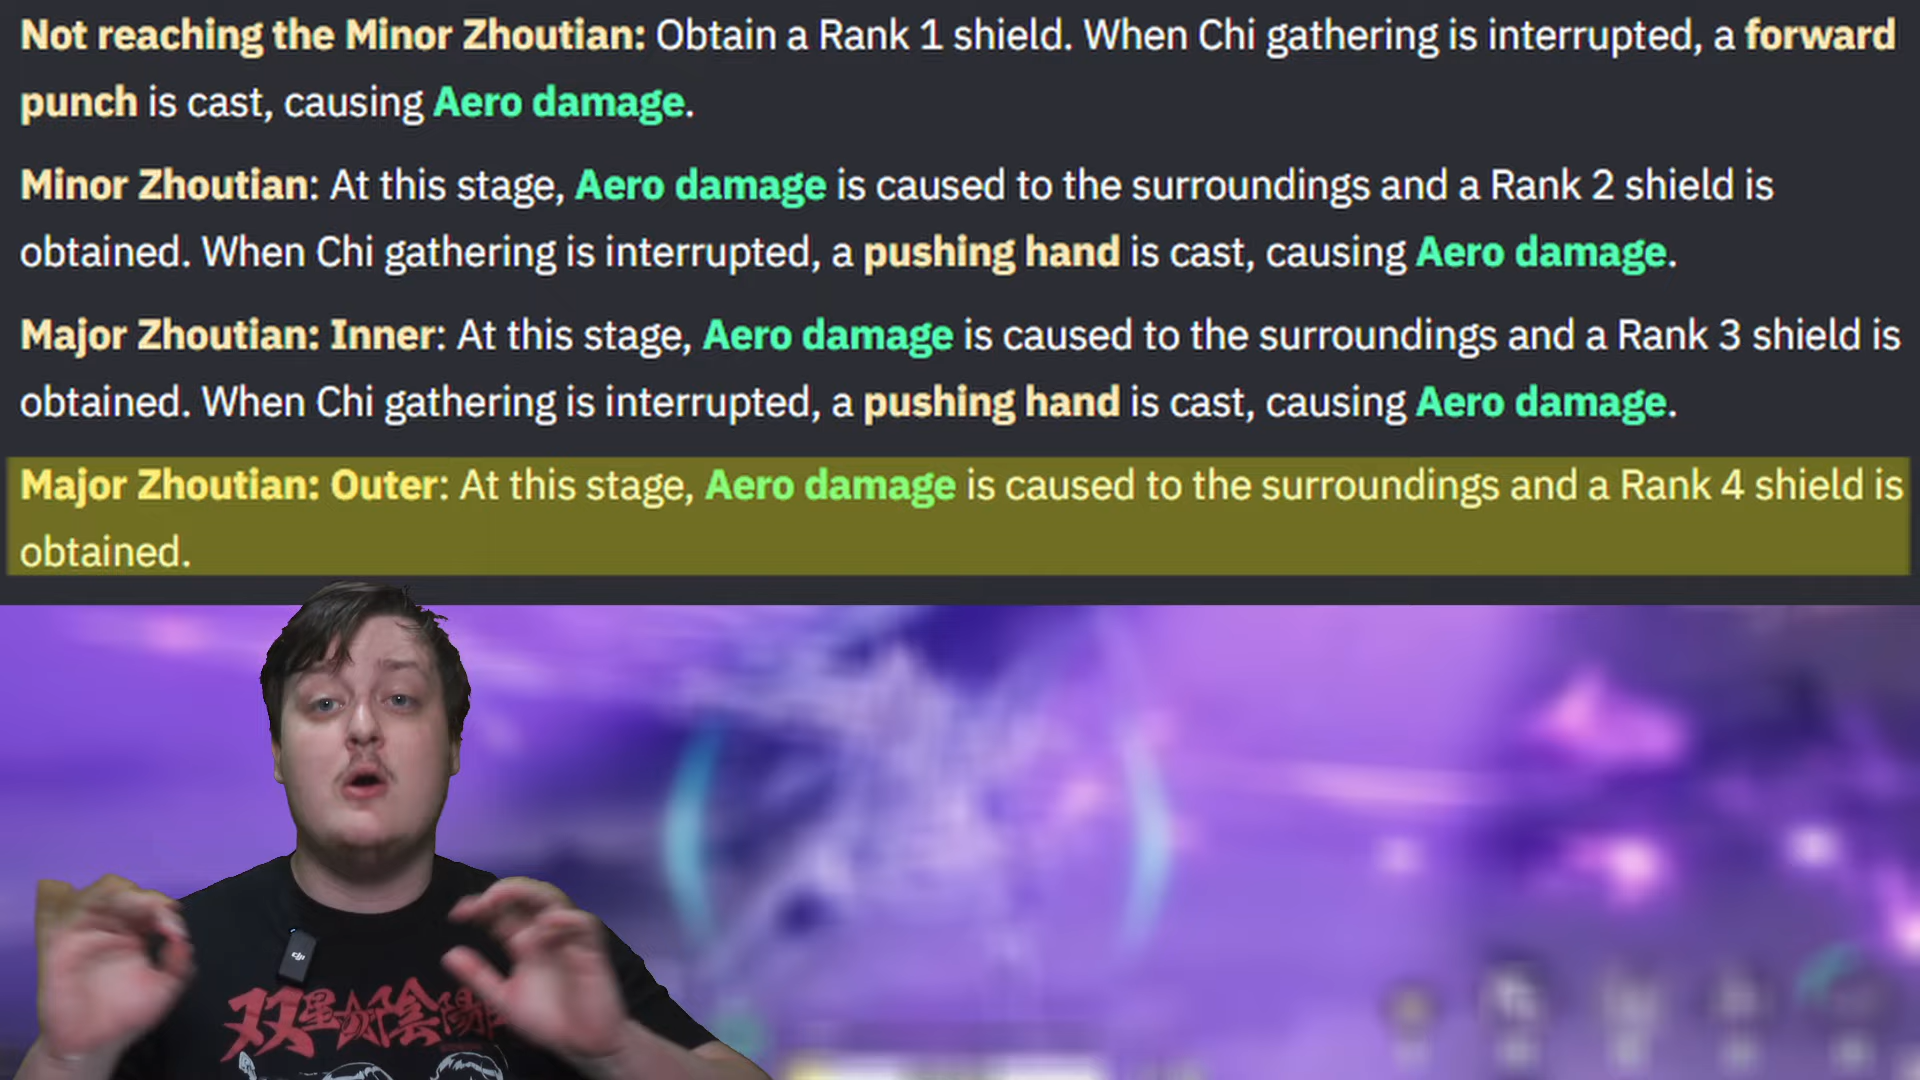 Not reaching the Minor Zhoutian: Obtain a Rank 1 shield. When Chi gathering is interrupted, a forward
punch is cast, causing Aero damage.
Minor Zhoutian: At this stage, Aero damage is caused to the surroundings and a Rank 2 shield is
obtained. When Chi gathering is interrupted, a pushing hand is cast, causing Aero damage.
Major Zhoutian: Inner: At this stage, Aero damage is caused to the surroundings and a Rank 3 shield is
obtained. When Chi gathering is interrupted, a pushing hand is cast, causing Aero damage.
Major Zhoutian: Outer: At this stage, Aero damage is caused to the surroundings and a Rank 4 shield is
obtained.
dji
双星
陰陽